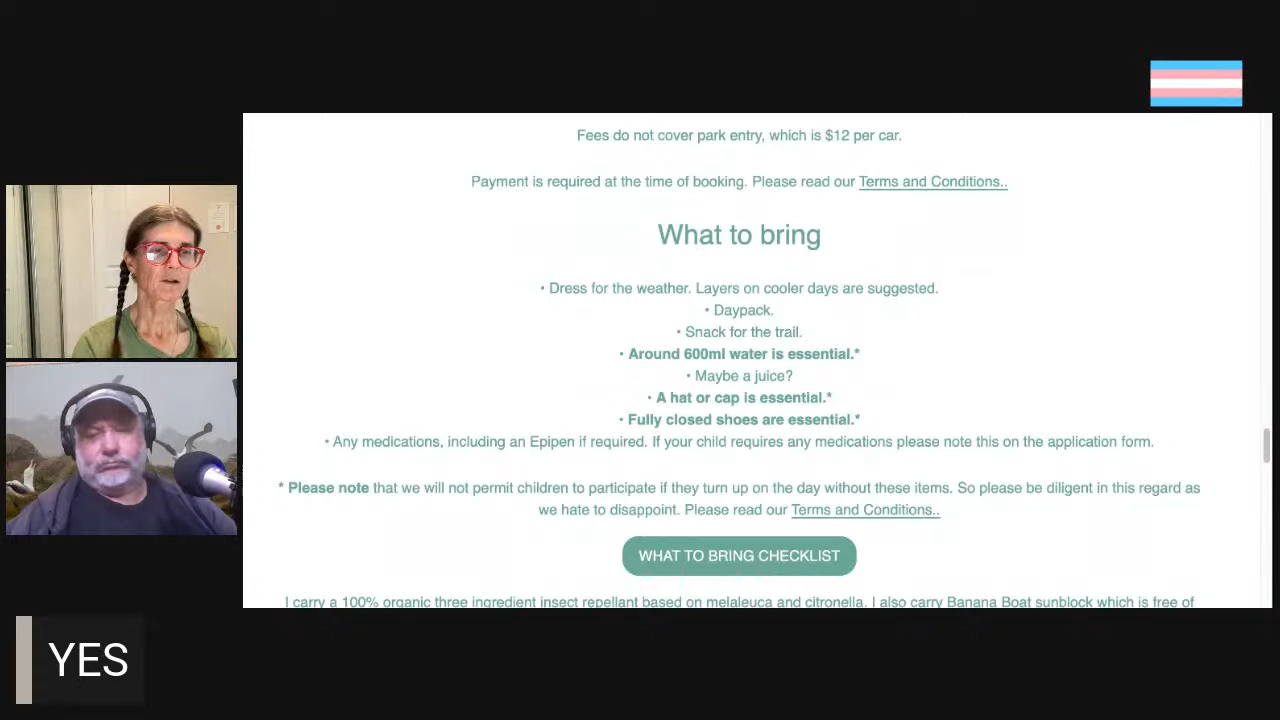 Fees do not cover park entry, which is $12 per car.
Payment is required at the time of booking. Please read our Terms and Conditions..
What to bring
• Dress for the weather. Layers on cooler days are suggested.
• Daypack.
• Snack for the trail.
• Around 600ml water is essential.*
• Maybe a juice?
• A hat or cap is essential.*
• Fully closed shoes are essential.*
• Any medications, including an Epipen if required. If your child requires any medications please note this on the application form.
* Please note that we will not permit children to participate if they turn up on the day without these items. So please be diligent in this regard as
we hate to disappoint. Please read our Terms and Conditions..
WHAT TO BRING CHECKLIST
I carry a 100% organic three ingredient insect repellant based on melaleuca and citronella. I also carry Banana Boat sunblock which is free of
YES